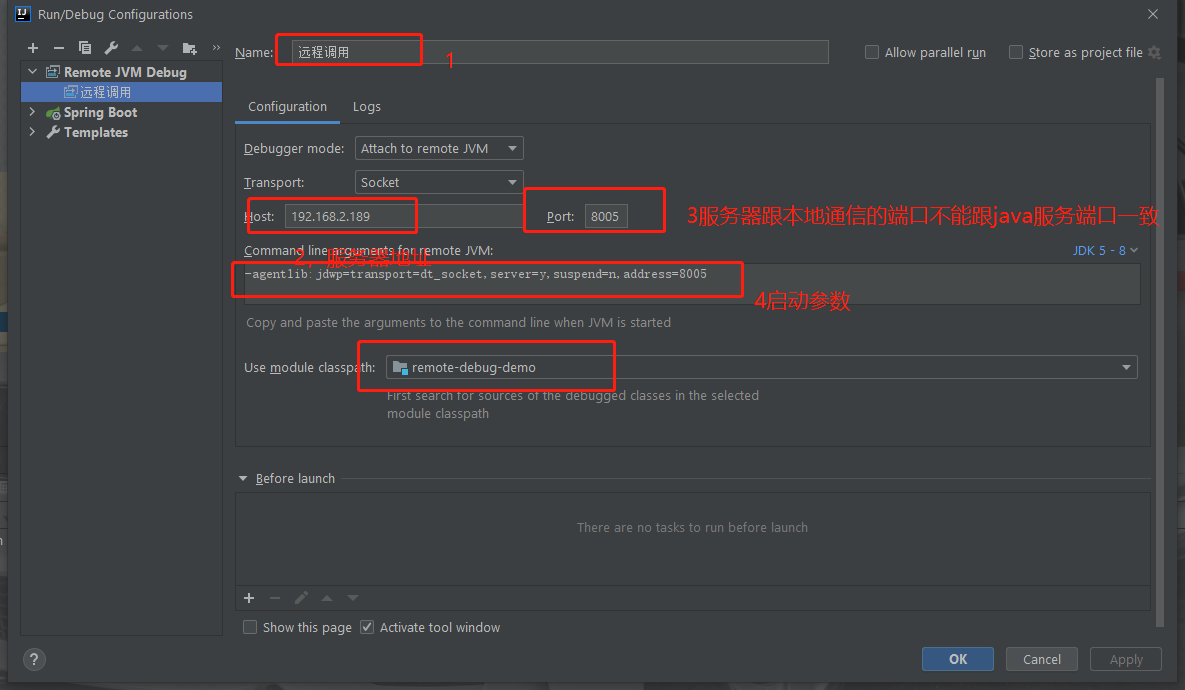 Run/Debug Configurations
Name: 远程调用
1
Allow parallel run
Store as project file
Remote JVM Debug
远程调用
Spring Boot
Templates
Configuration
Logs
Debugger mode: Attach to remote JVM
Transport: Socket
Host: 192.168.2.189
Port: 8005
3服务器跟本地通信的端口不能跟java服务端口一致
2，服务器地址
Command line arguments for remote JVM:
JDK 5 - 8
-agentlib:jdwp=transport=dt_socket,server=y,suspend=n,address=8005
4启动参数
Copy and paste the arguments to the command line when JVM is started
Use module classpath: remote-debug-demo
First search for sources of the debugged classes in the selected
module classpath
Before launch
There are no tasks to run before launch
Show this page
Activate tool window
?
OK
Cancel
Apply